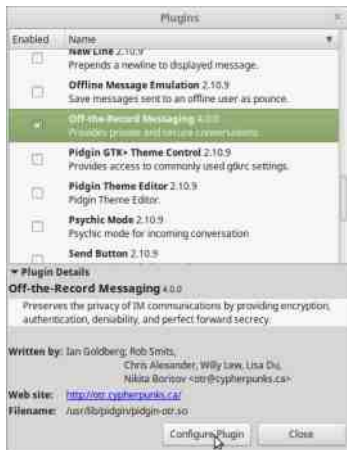 Plugins
Enabled Name
New Line 2.10.9
Prepends a newline to displayed message.
Offline Message Emulation 2.10.9
Save messages sent to an offline user as pounce.
Off-the-Record Messaging 4.0.0
Provides private and secure conversations
Pidgin GTK+ Theme Control 2.10.9
Provides access to commonly used gtkrc settings.
Pidgin Theme Editor 2.10.9
Pidgin Theme Editor.
Psychic Mode 2.10.9
Psychic mode for incoming conversation
Send Button 2.10.9
Plugin Details
Off-the-Record Messaging 4.0.0
Preserves the privacy of IM communications by providing encryption,
authentication, deniability, and perfect forward secrecy.
Written by: Ian Goldberg, Rob Smits,
Chris Alexander, Willy Lew, Lisa Du,
Nikita Borisov <otr@cypherpunks.ca>
Web site: http://otr.cypherpunks.ca/
Filename: /usr/lib/pidgin/pidgin-otr.so
Configure Plugin Close